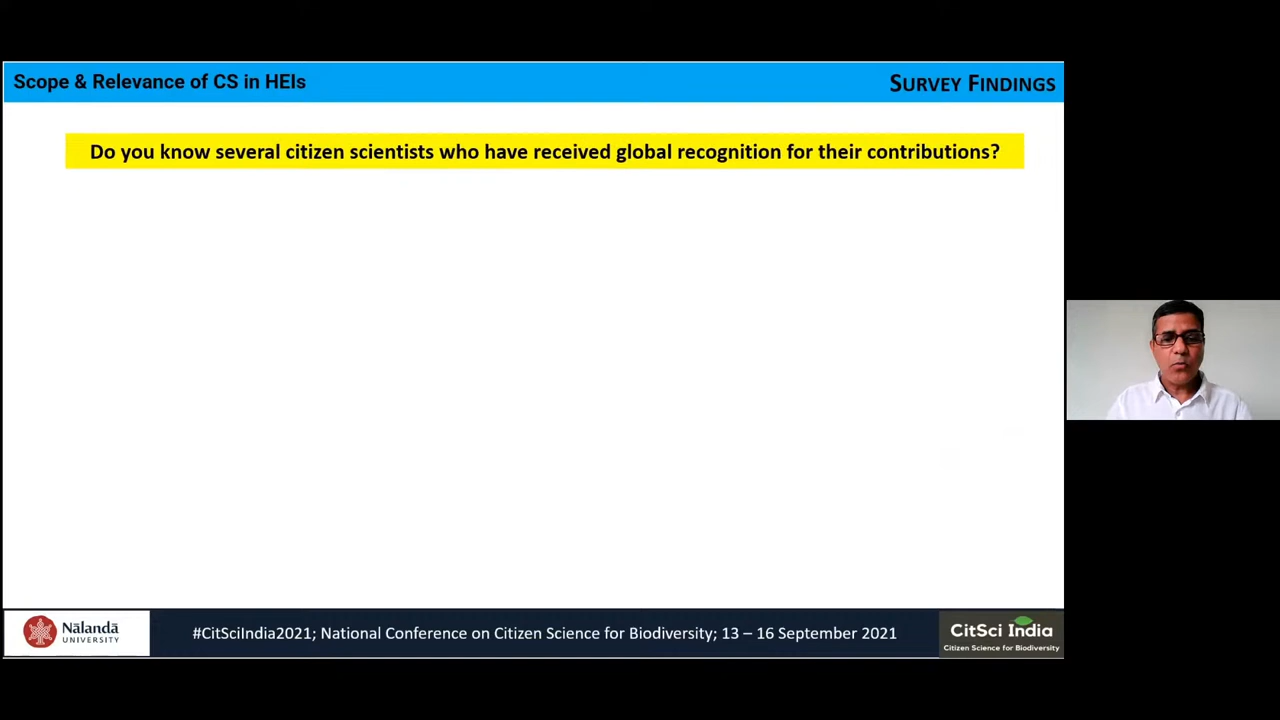 Scope & Relevance of CS in HEIs
SURVEY FINDINGS
Do you know several citizen scientists who have received global recognition for their contributions?
Nālandā
UNIVERSITY
#CitSciIndia2021; National Conference on Citizen Science for Biodiversity; 13 – 16 September 2021
CitSci India
Citizen Science for Biodiversity